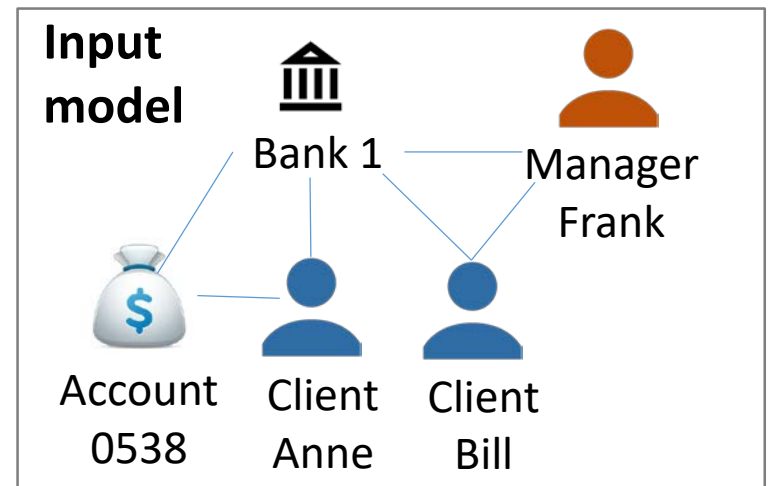 Input
model
Bank 1
Manager
Frank
$
Account
0538
Client
Anne
Client
Bill